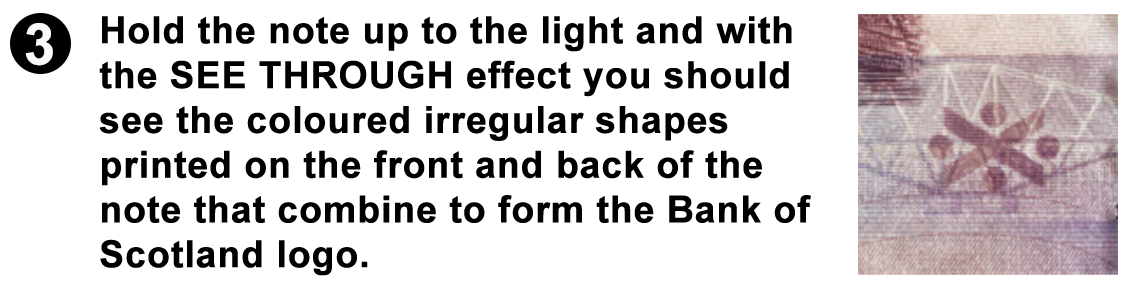 3 Hold the note up to the light and with
the SEE THROUGH effect you should
see the coloured irregular shapes
printed on the front and back of the
note that combine to form the Bank of
Scotland logo.